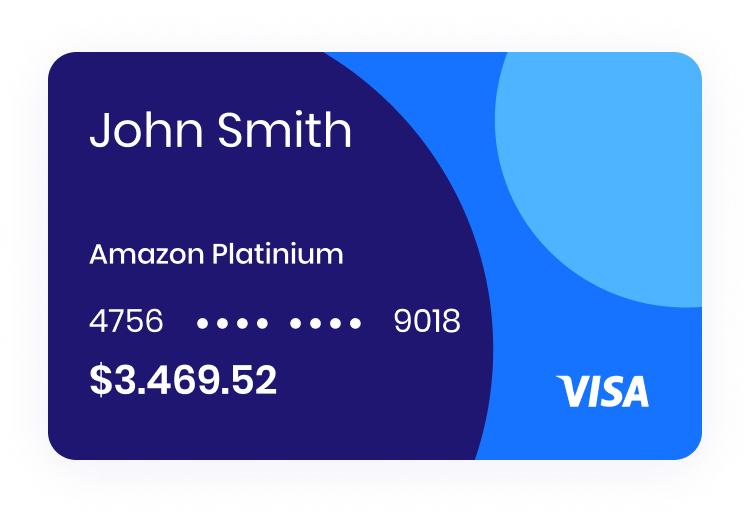 John Smith
Amazon Platinium
4756 •••• •••• 9018
$3.469.52
VISA